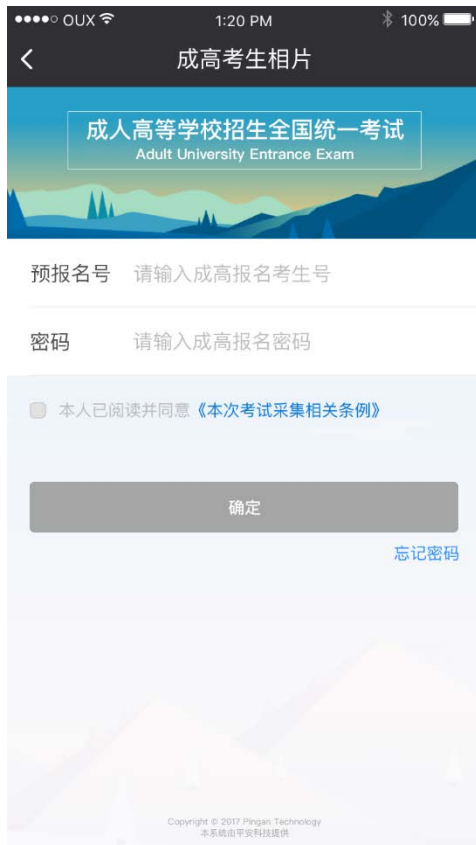 OUX 1:20 PM 100%
成高考生相片
成人高等学校招生全国统一考试
Adult University Entrance Exam
预报名号 请输入成高报名考生号
密码 请输入成高报名密码
本人已阅读并同意《本次考试采集相关条例》
确定
忘记密码
Copyright © 2017 Pingan Technology
本系统由平安科技提供